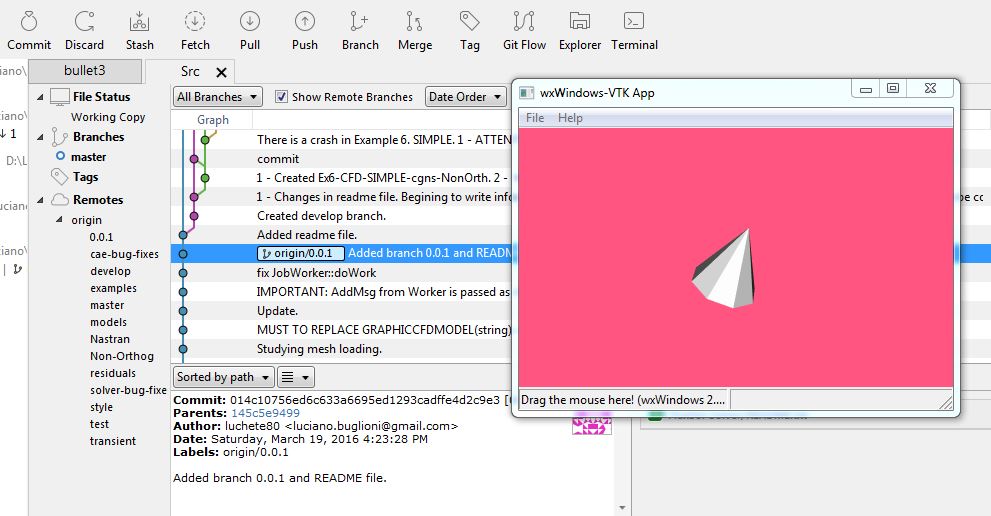 Commit Discard Stash Fetch Pull Push Branch Merge Tag Git Flow Explorer Terminal
bullet3 Src
wxWindows-VTK App
File Help
Drag the mouse here! (wxWindows 2....
File Status
Working Copy
Branches
master
Tags
Remotes
origin
0.0.1
cae-bug-fixes
develop
examples
master
models
Nastran
Non-Orthog
residuals
solver-bug-fixe
style
test
transient
All Branches Show Remote Branches Date Order
Graph
There is a crash in Example 6. SIMPLE. 1 - ATTEN
commit
1 - Created Ex6-CFD-SIMPLE-cgns-NonOrth. 2 -
1 - Changes in readme file. Begining to write info
Created develop branch.
Added readme file.
origin/0.0.1 Added branch 0.0.1 and READM
fix JobWorker::doWork
IMPORTANT: AddMsg from Worker is passed as
Update.
MUST TO REPLACE GRAPHICCFDMODEL(string)
Studying mesh loading.
Sorted by path
Commit: 014c10756ed6c633a6695ed1293cadffe4d2c9e3
Parents: 145c5e9499
Author: luchete80 <luciano.buglioni@gmail.com>
Date: Saturday, March 19, 2016 4:23:28 PM
Labels: origin/0.0.1
Added branch 0.0.1 and README file.